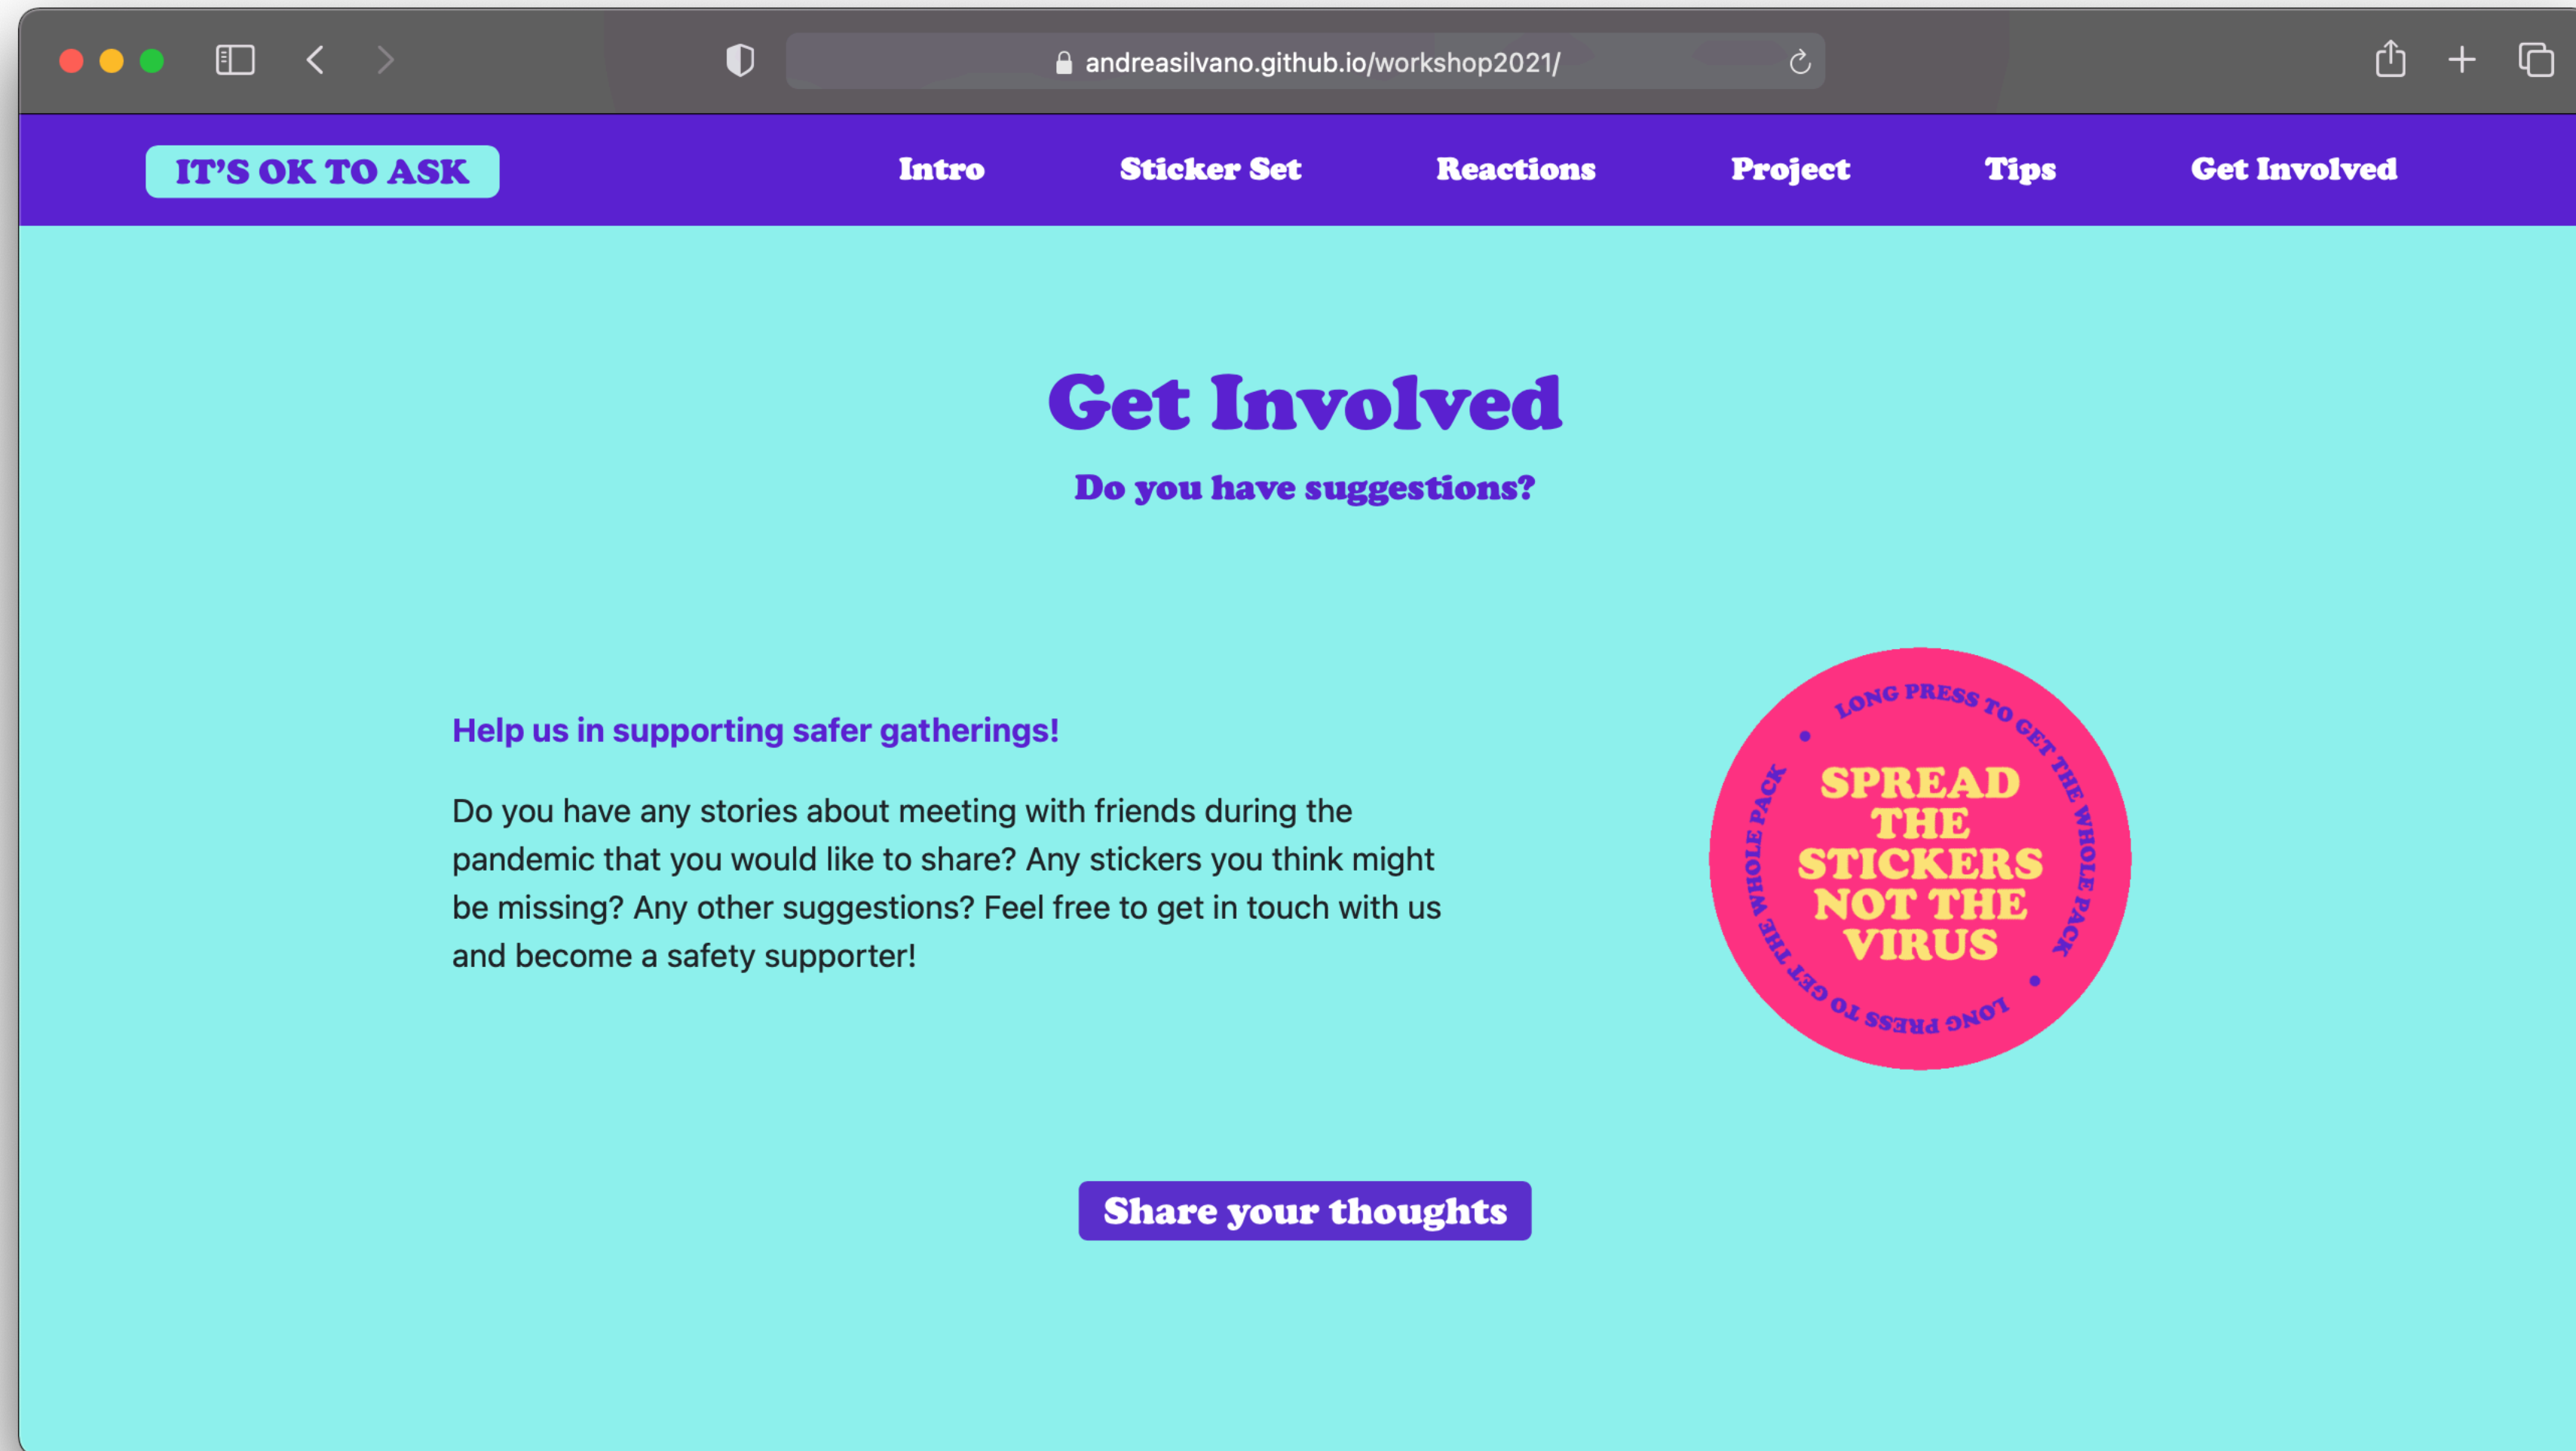 andreasilvano.github.io/workshop2021/
IT'S OK TO ASK
Intro
Sticker Set
Reactions
Project
Tips
Get Involved
Get Involved
Do you have suggestions?
Help us in supporting safer gatherings!
Do you have any stories about meeting with friends during the
pandemic that you would like to share? Any stickers you think might
be missing? Any other suggestions? Feel free to get in touch with us
and become a safety supporter!
LONG PRESS TO GET THE WHOLE PACK •
LONG PRESS TO GET THE WHOLE PACK •
SPREAD
THE
STICKERS
NOT THE
VIRUS
Share your thoughts